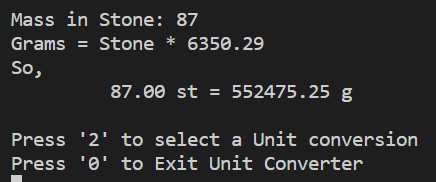 Mass in Stone: 87
Grams = Stone * 6350.29
So,
87.00 st = 552475.25 g
Press '2' to select a Unit conversion
Press '0' to Exit Unit Converter